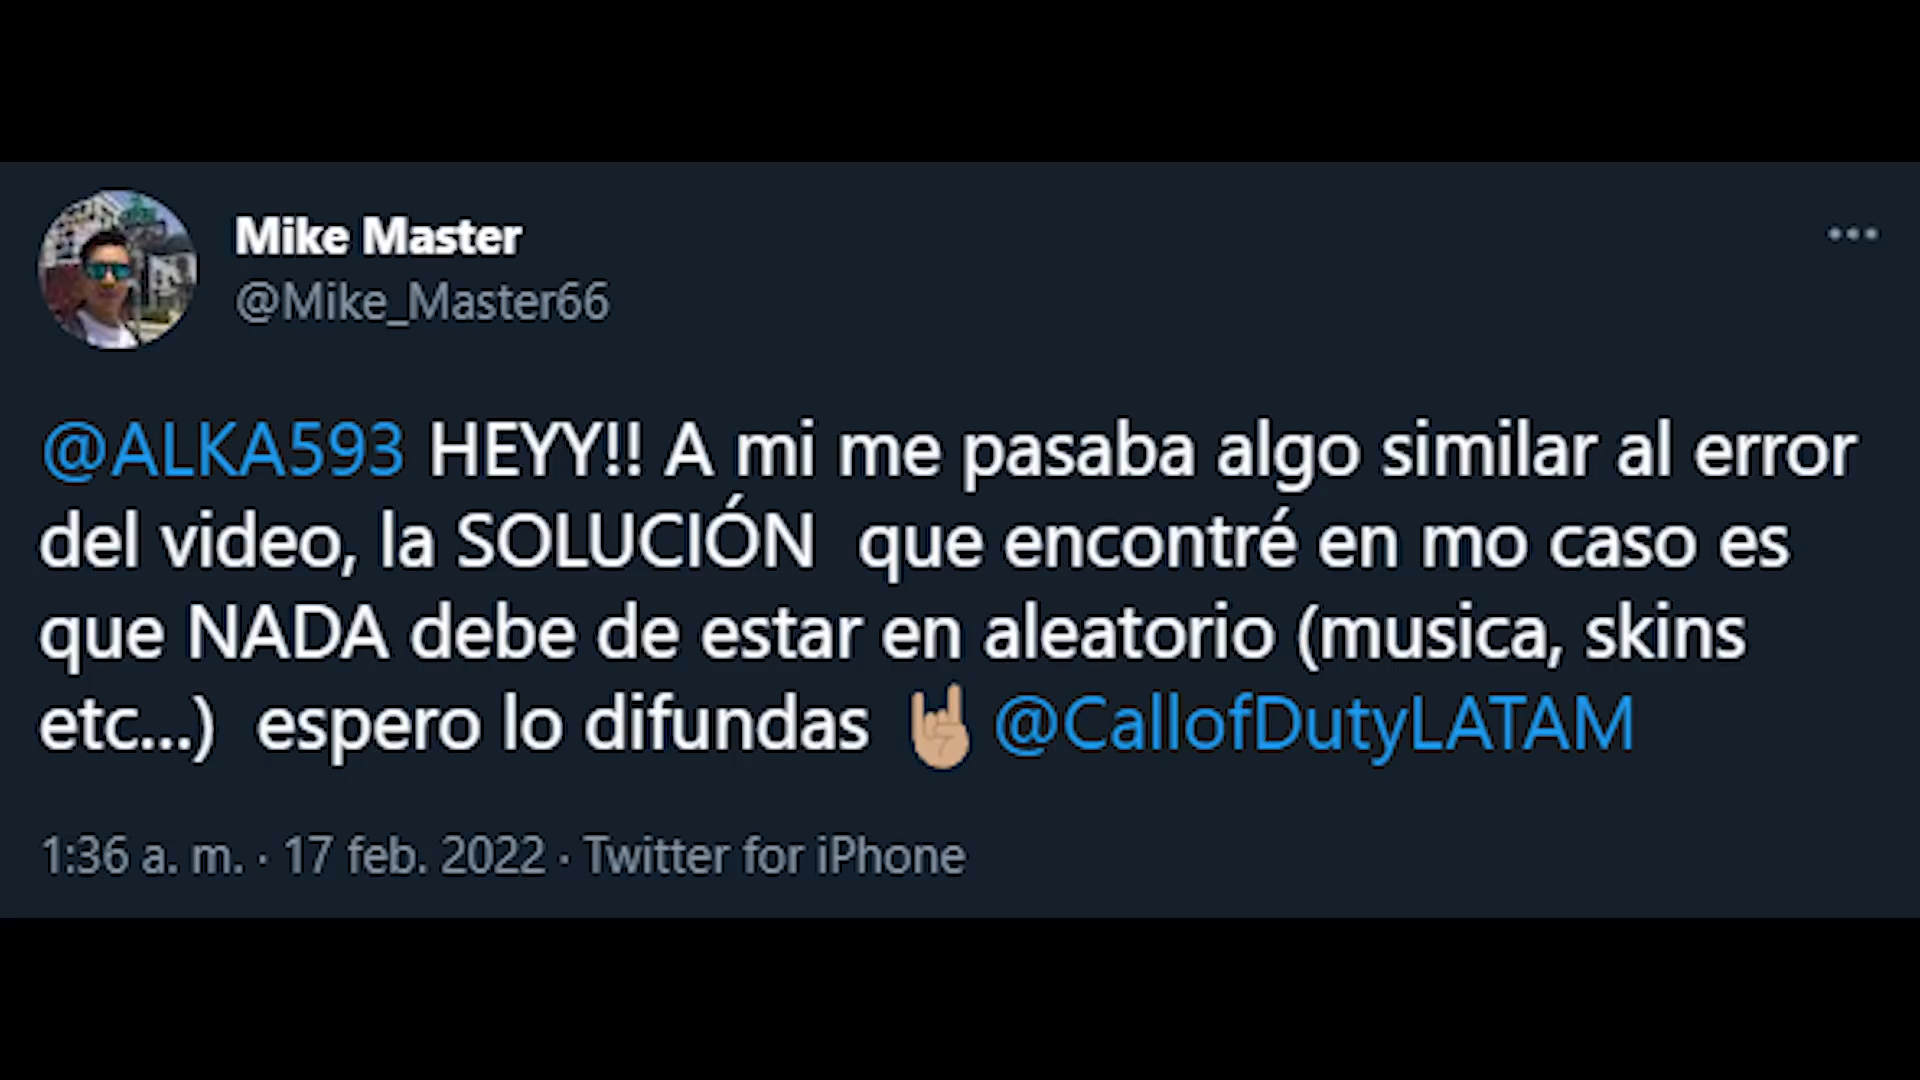 Mike Master
@Mike_Master66
@ALKA593 HEYY!! A mi me pasaba algo similar al error
del video, la SOLUCIÓN  que encontré en mo caso es
que NADA debe de estar en aleatorio (musica, skins
etc...)  espero lo difundas 🤘🏼 @CallofDutyLATAM
1:36 a. m. · 17 feb. 2022 · Twitter for iPhone